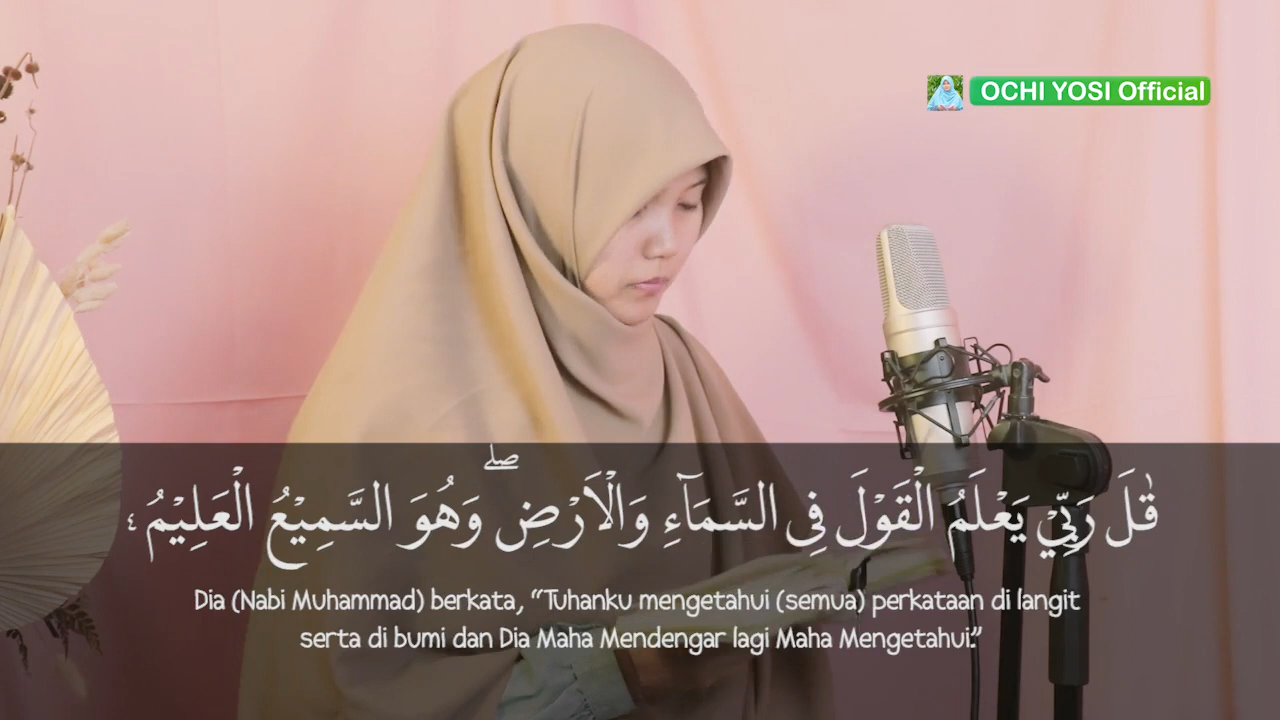 OCHI YOSI Official
قٰلَ رَبِّيْ يَعْلَمُ الْقَوْلَ فِى السَّمَاۤءِ وَالْاَرْضِۖ وَهُوَ السَّمِيْعُ الْعَلِيْمُ ٤
Dia (Nabi Muhammad) berkata, “Tuhanku mengetahui (semua) perkataan di langit
serta di bumi dan Dia Maha Mendengar lagi Maha Mengetahui.”